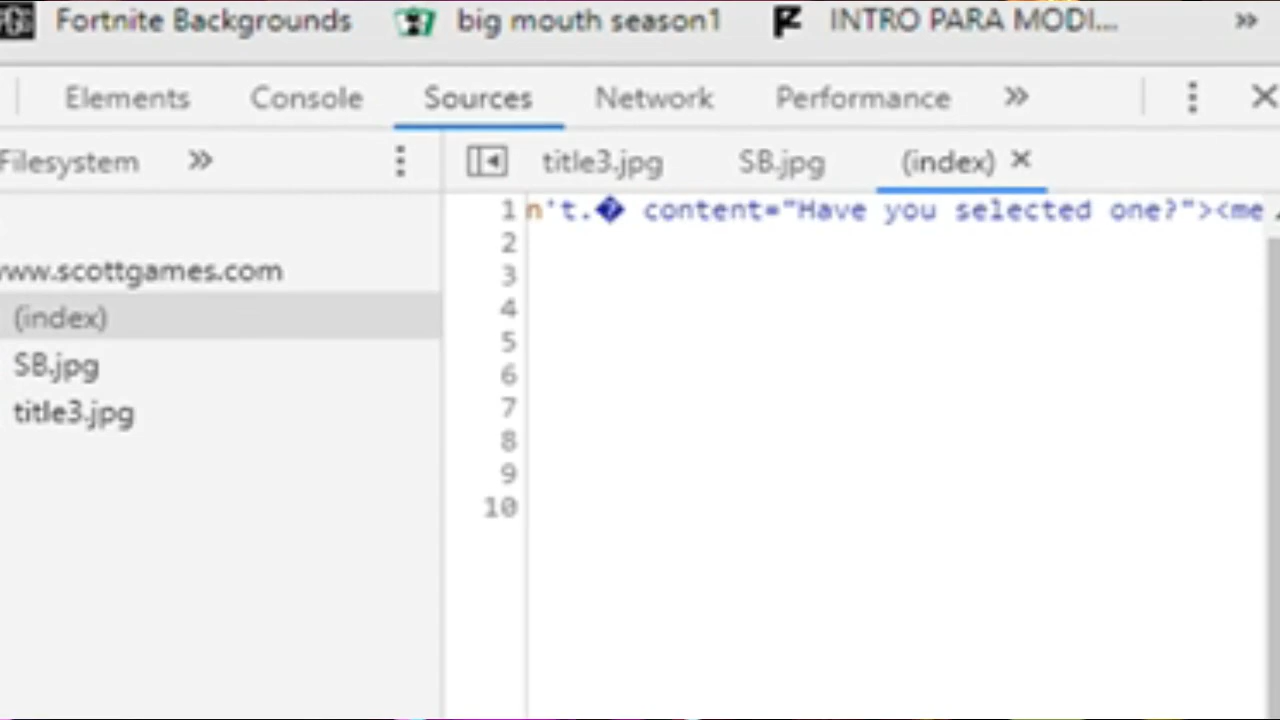 Fortnite Backgrounds big mouth season1 INTRO PARA MODI... »
Elements Console Sources Network Performance »
Filesystem » title3.jpg SB.jpg (index) ×
1 n't.� content="Have you selected one?"><me
2
www.scottgames.com
3
(index)
4
5
SB.jpg
6
title3.jpg
7
8
9
10